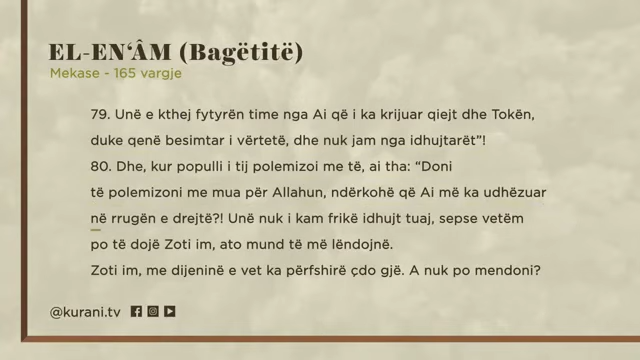 EL-EN‘ÂM (Bagëtitë)
Mekase - 165 vargje
79. Unë e kthej fytyrën time nga Ai që i ka krijuar qiejt dhe Tokën,
duke qenë besimtar i vërtetë, dhe nuk jam nga idhujtarët”!
80. Dhe, kur populli i tij polemizoi me të, ai tha: “Doni
të polemizoni me mua për Allahun, ndërkohë që Ai më ka udhëzuar
në rrugën e drejtë?! Unë nuk i kam frikë idhujt tuaj, sepse vetëm
po të dojë Zoti im, ato mund të më lëndojnë.
Zoti im, me dijeninë e vet ka përfshirë çdo gjë. A nuk po mendoni?
@kurani.tv